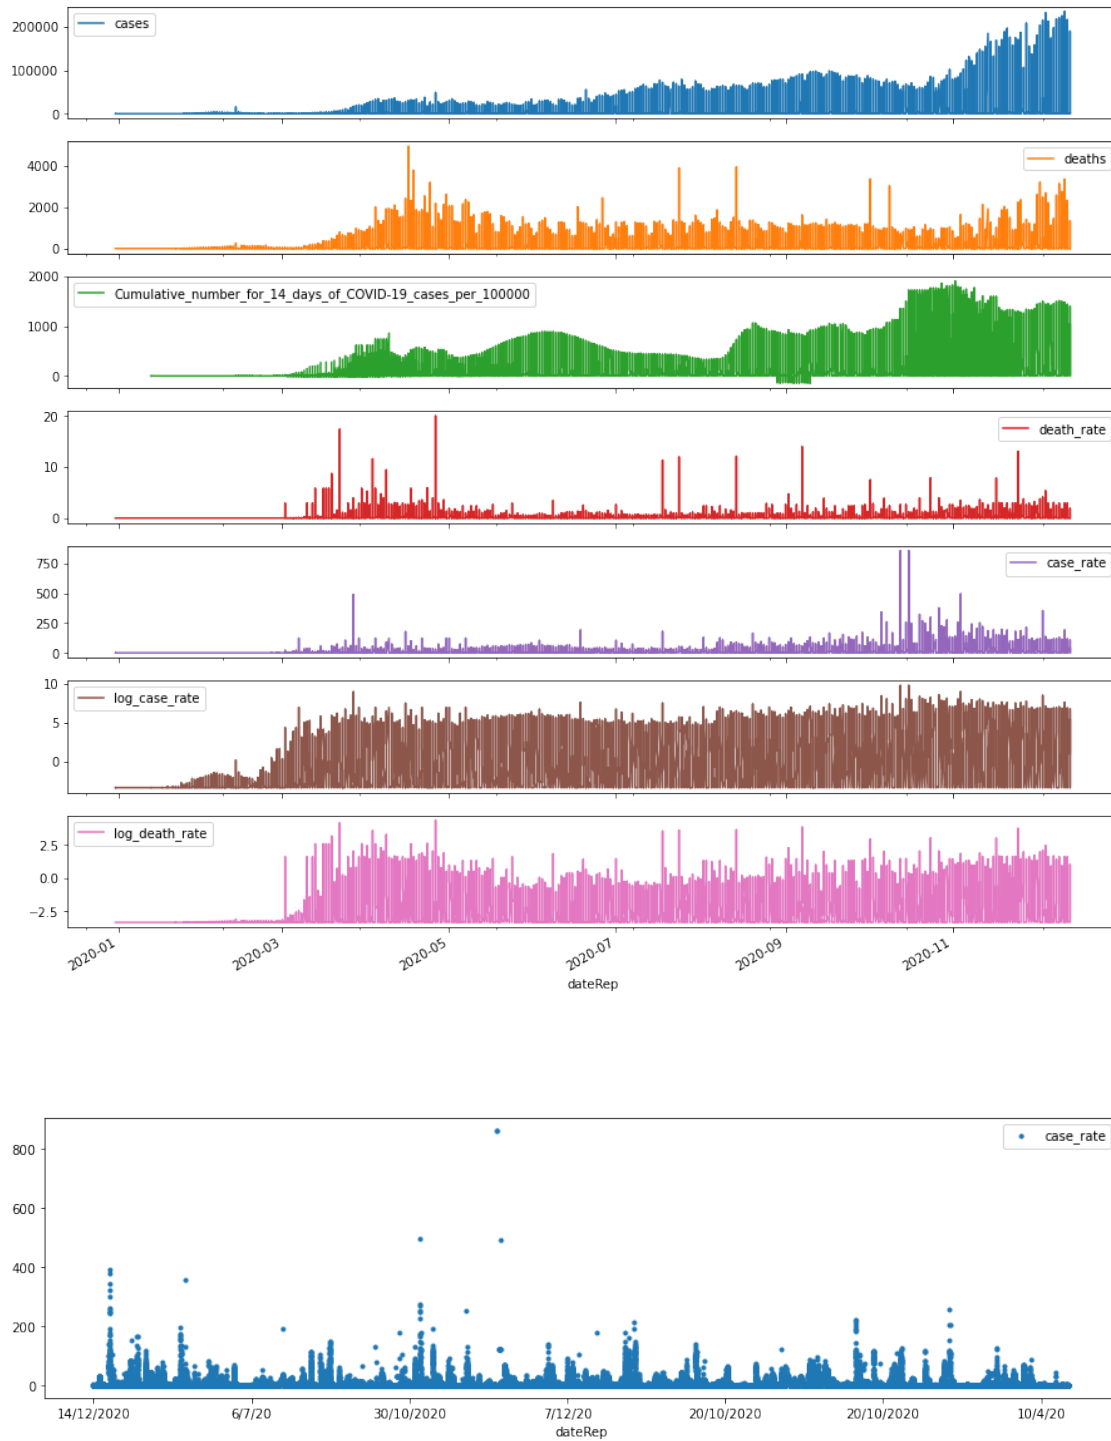 200000
100000
0
cases
4000
2000
0
deaths
2000
1000
0
Cumulative_number_for_14_days_of_COVID-19_cases_per_100000
20
10
0
death_rate
750
500
250
0
case_rate
10
5
0
log_case_rate
2.5
0.0
−2.5
log_death_rate
2020-01 2020-03 2020-05 2020-07 2020-09 2020-11
dateRep
800
600
400
200
0
case_rate
14/12/2020 6/7/20 30/10/2020 7/12/20 20/10/2020 20/10/2020 10/4/20
dateRep